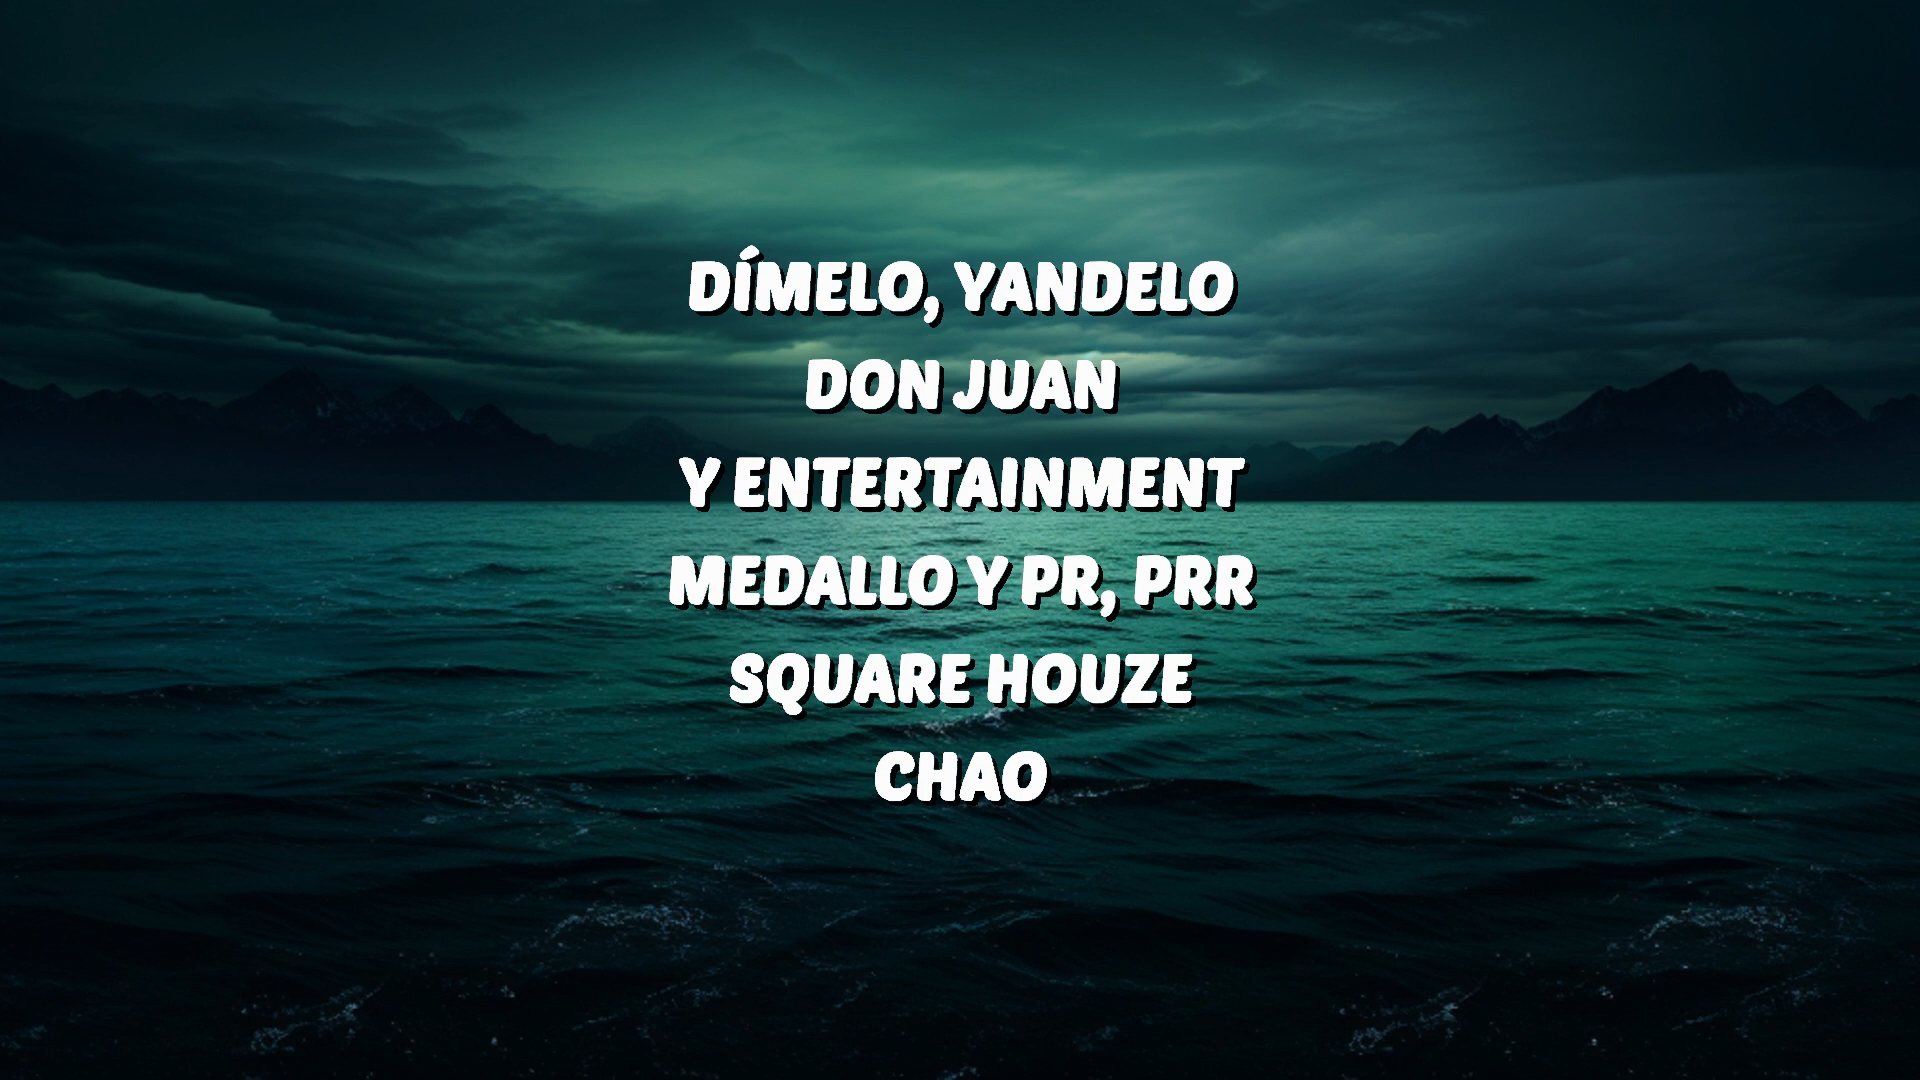 DÍMELO, YANDELO
DON JUAN
Y ENTERTAINMENT
MEDALLO Y PR, PRR
SQUARE HOUZE
CHAO